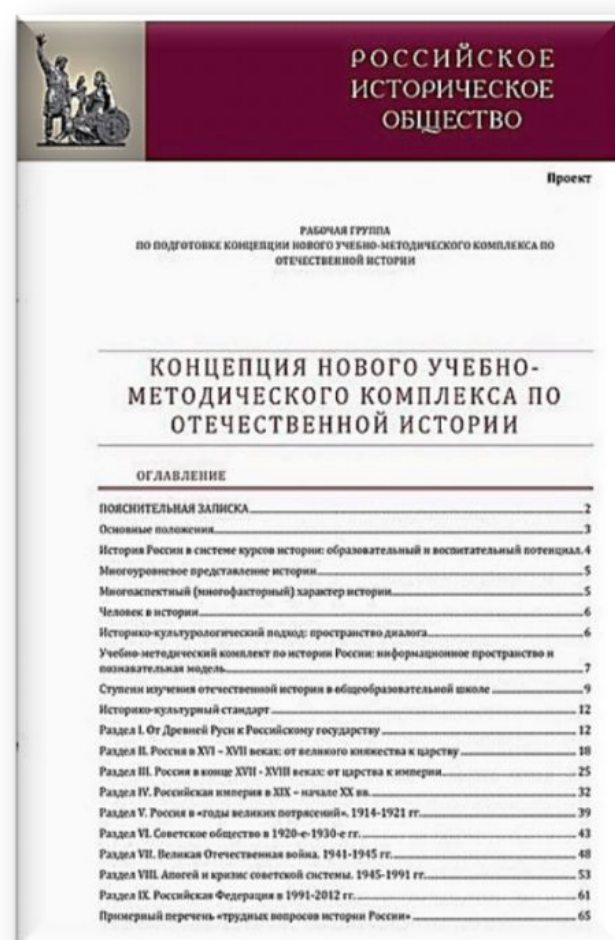 РОССИЙСКОЕ
ИСТОРИЧЕСКОЕ
ОБЩЕСТВО
Проект
РАБОЧАЯ ГРУППА
ПО ПОДГОТОВКЕ КОНЦЕПЦИИ НОВОГО УЧЕБНО-МЕТОДИЧЕСКОГО КОМПЛЕКСА ПО
ОТЕЧЕСТВЕННОЙ ИСТОРИИ
КОНЦЕПЦИЯ НОВОГО УЧЕБНО-
МЕТОДИЧЕСКОГО КОМПЛЕКСА ПО
ОТЕЧЕСТВЕННОЙ ИСТОРИИ
ОГЛАВЛЕНИЕ
ПОЯСНИТЕЛЬНАЯ ЗАПИСКА 2
Основные положения 3
История России в системе курсов истории: образовательный и воспитательный потенциал. 4
Многоуровневое представление истории 5
Многоаспектный (многофакторный) характер истории 5
Человек в истории 6
Историко-культурологический подход: пространство диалога 6
Учебно-методический комплект по истории России: информационное пространство и
познавательная модель 7
Ступени изучения отечественной истории в общеобразовательной школе 9
Историко-культурный стандарт 12
Раздел I. От Древней Руси к Российскому государству 12
Раздел II. Россия в XVI – XVII веках: от великого княжества к царству 18
Раздел III. Россия в конце XVII - XVIII веках: от царства к империи 25
Раздел IV. Российская империя в XIX – начале XX вв. 32
Раздел V. Россия в «годы великих потрясений». 1914-1921 гг. 39
Раздел VI. Советское общество в 1920-е-1930-е гг. 43
Раздел VII. Великая Отечественная война. 1941-1945 гг. 48
Раздел VIII. Апогей и кризис советской системы. 1945-1991 гг. 53
Раздел IX. Российская Федерация в 1991-2012 гг. 61
Примерный перечень «трудных вопросов истории России» 65